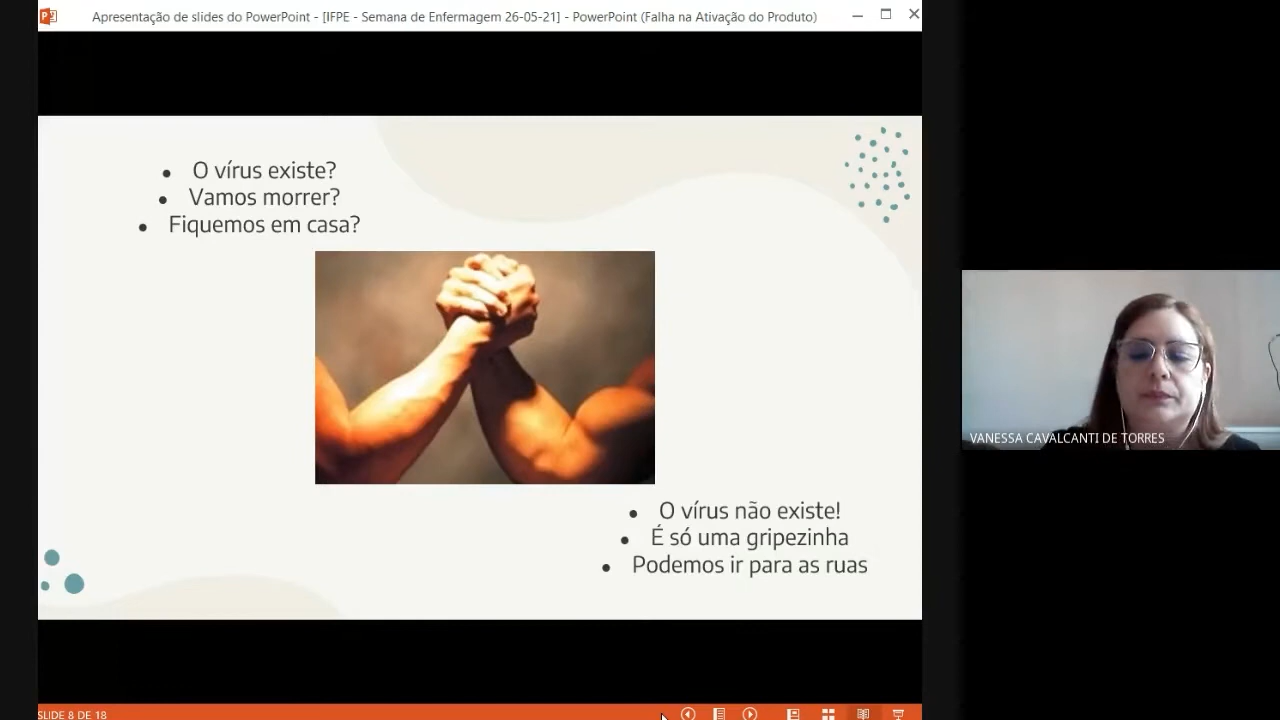 Apresentação de slides do PowerPoint - [IFPE - Semana de Enfermagem 26-05-21] - PowerPoint (Falha na Ativação do Produto)
O vírus existe?
Vamos morrer?
Fiquemos em casa?
VANESSA CAVALCANTI DE TORRES
O vírus não existe!
É só uma gripezinha
Podemos ir para as ruas
SLIDE 8 DE 18